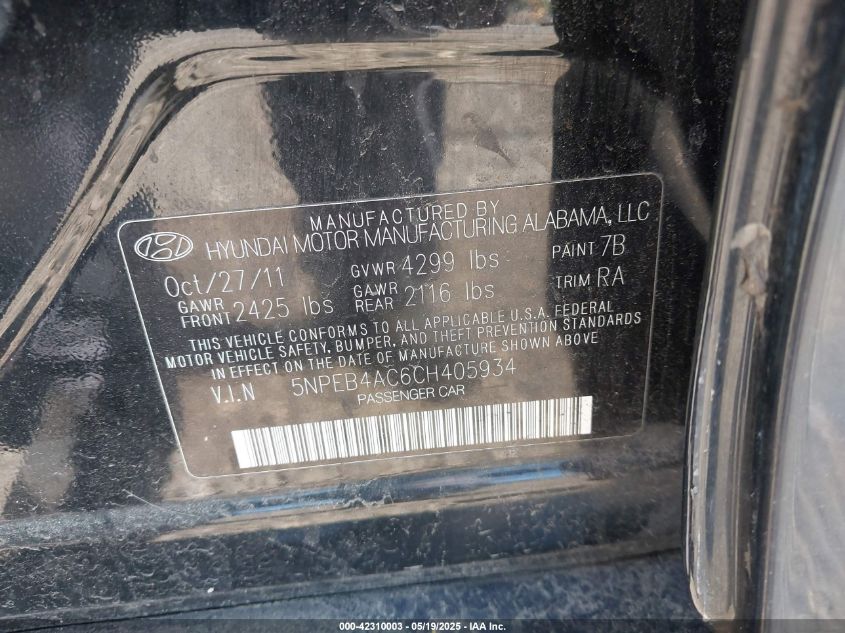 MANUFACTURED BY
HYUNDAI MOTOR MANUFACTURING ALABAMA, LLC
Oct/27/11 GVWR 4299 lbs PAINT 7B
GAWR FRONT 2425 lbs GAWR REAR 2116 lbs TRIM RA
THIS VEHICLE CONFORMS TO ALL APPLICABLE U.S.A. FEDERAL
MOTOR VEHICLE SAFETY, BUMPER, AND THEFT PREVENTION STANDARDS
IN EFFECT ON THE DATE OF MANUFACTURE SHOWN ABOVE
V.I.N 5NPEB4AC6CH405934
PASSENGER CAR
000-42310003 — 05/19/2025 — IAA Inc.